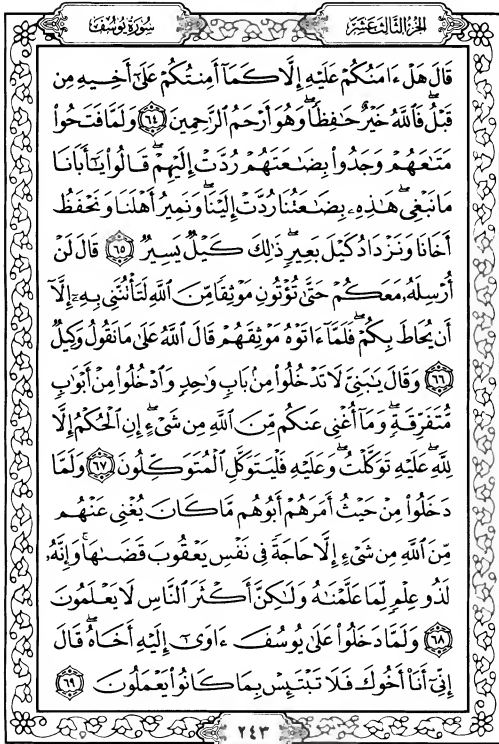 الجزء الثالث عشر
سورة يوسف
قَالَ هَلْ ءَامَنُكُمْ عَلَيْهِ إِلَّا كَمَآ أَمِنتُكُمْ عَلَىٰٓ أَخِيهِ مِن
قَبْلُ ۖ فَٱللَّهُ خَيْرٌ حَٰفِظًا ۖ وَهُوَ أَرْحَمُ ٱلرَّٰحِمِينَ ٦٤ وَلَمَّا فَتَحُوا۟
مَتَٰعَهُمْ وَجَدُوا۟ بِضَٰعَتَهُمْ رُدَّتْ إِلَيْهِمْ ۖ قَالُوا۟ يَٰٓأَبَانَا
مَا نَبْغِى ۖ هَٰذِهِۦ بِضَٰعَتُنَا رُدَّتْ إِلَيْنَا ۖ وَنَمِيرُ أَهْلَنَا وَنَحْفَظُ
أَخَانَا وَنَزْدَادُ كَيْلَ بَعِيرٍ ۖ ذَٰلِكَ كَيْلٌ يَسِيرٌ ٦٥ قَالَ لَنْ
أُرْسِلَهُۥ مَعَكُمْ حَتَّىٰ تُؤْتُونِ مَوْثِقًا مِّنَ ٱللَّهِ لَتَأْتُنَّنِى بِهِۦٓ إِلَّآ
أَن يُحَاطَ بِكُمْ ۖ فَلَمَّآ ءَاتَوْهُ مَوْثِقَهُمْ قَالَ ٱللَّهُ عَلَىٰ مَا نَقُولُ وَكِيلٌ
٦٦ وَقَالَ يَٰبَنِىَّ لَا تَدْخُلُوا۟ مِنۢ بَابٍ وَٰحِدٍ وَٱدْخُلُوا۟ مِنْ أَبْوَٰبٍ
مُّتَفَرِّقَةٍ ۖ وَمَآ أُغْنِى عَنكُم مِّنَ ٱللَّهِ مِن شَىْءٍ ۖ إِنِ ٱلْحُكْمُ إِلَّا
لِلَّهِ ۖ عَلَيْهِ تَوَكَّلْتُ ۖ وَعَلَيْهِ فَلْيَتَوَكَّلِ ٱلْمُتَوَكِّلُونَ ٦٧ وَلَمَّا
دَخَلُوا۟ مِنْ حَيْثُ أَمَرَهُمْ أَبُوهُم مَّا كَانَ يُغْنِى عَنْهُم
مِّنَ ٱللَّهِ مِن شَىْءٍ إِلَّا حَاجَةً فِى نَفْسِ يَعْقُوبَ قَضَىٰهَا ۚ وَإِنَّهُۥ
لَذُو عِلْمٍ لِّمَا عَلَّمْنَٰهُ وَلَٰكِنَّ أَكْثَرَ ٱلنَّاسِ لَا يَعْلَمُونَ
٦٨ وَلَمَّا دَخَلُوا۟ عَلَىٰ يُوسُفَ ءَاوَىٰٓ إِلَيْهِ أَخَاهُ ۖ قَالَ
إِنِّىٓ أَنَا۠ أَخُوكَ فَلَا تَبْتَئِسْ بِمَا كَانُوا۟ يَعْمَلُونَ ٦٩
٢٤٣